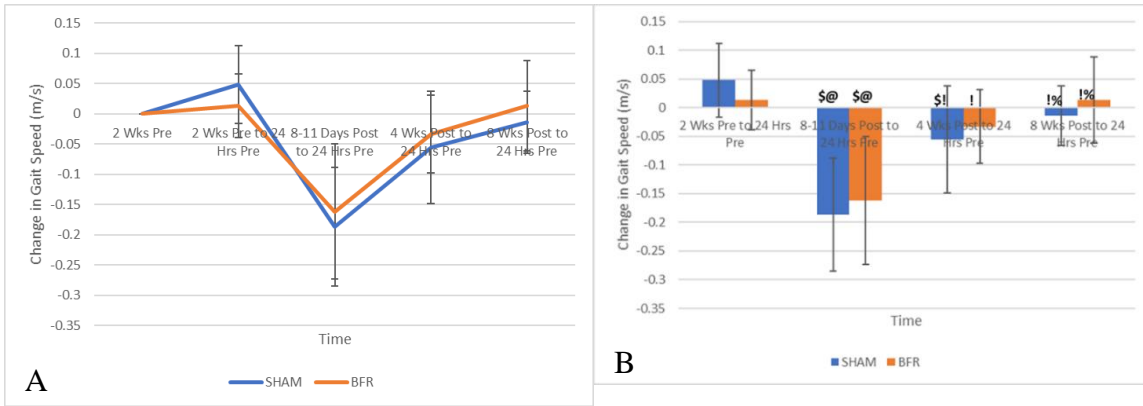 0.15
0.1
0.05
0
-0.05
-0.1
-0.15
-0.2
-0.25
-0.3
-0.35
Change in Gait Speed (m/s)
2 Wks Pre
2 Wks Pre to 24
Hrs Pre
8-11 Days Post
to 24 Hrs Pre
4 Wks Post to
24 Hrs Pre
8 Wks Post to
24 Hrs Pre
Time
SHAM
BFR
A
0.15
0.1
0.05
0
-0.05
-0.1
-0.15
-0.2
-0.25
-0.3
-0.35
Change in Gait Speed (m/s)
$@
$@
$!
!
!%
!%
2 Wks Pre to 24 Hrs
Pre
8-11 Days Post to
24 Hrs Pre
4 Wks Post to 24
Hrs Pre
8 Wks Post to 24
Hrs Pre
Time
SHAM
BFR
B